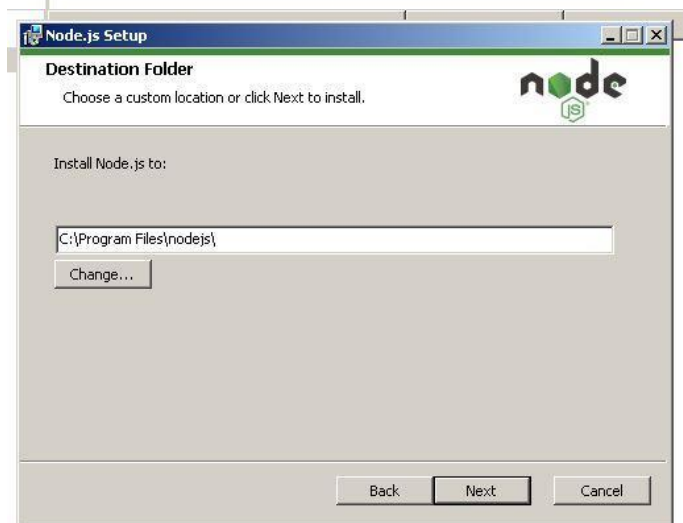 Node.js Setup
Destination Folder
Choose a custom location or click Next to install.
node
JS
Install Node.js to:
C:\Program Files\nodejs\
Change...
Back Next Cancel